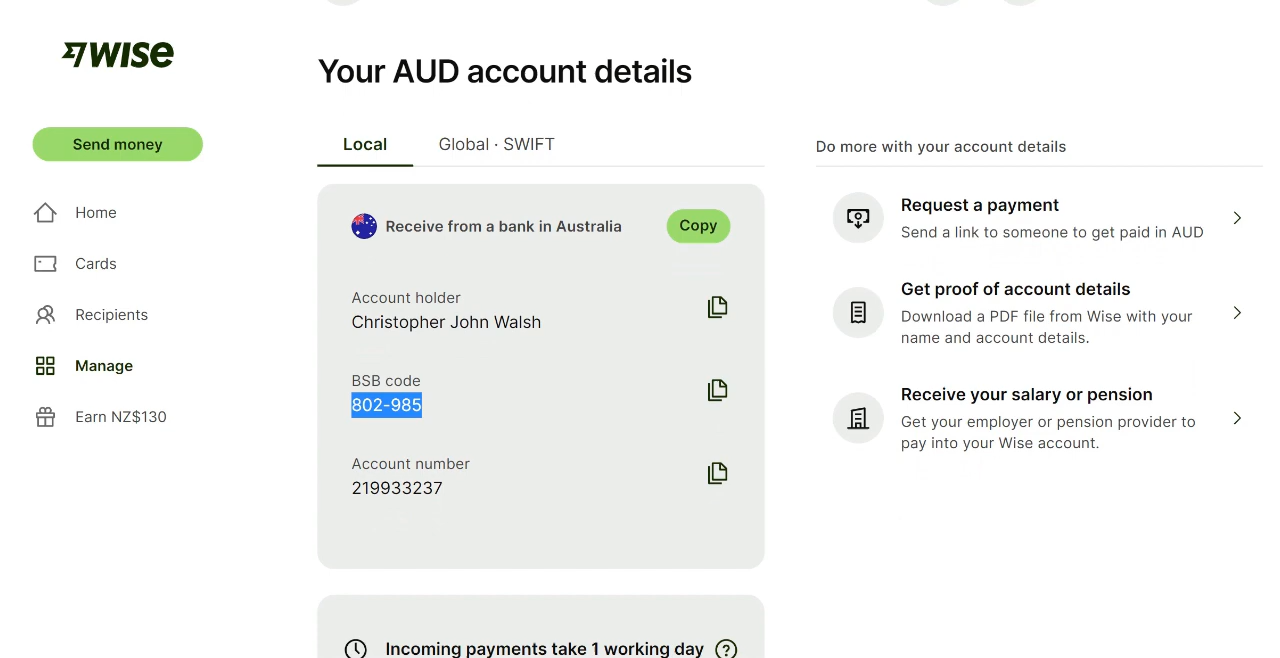 WISE
Send money
Home
Cards
Recipients
Manage
Earn NZ$130
Your AUD account details
Local
Global · SWIFT
Receive from a bank in Australia
Copy
Account holder
Christopher John Walsh
BSB code
802-985
Account number
219933237
Incoming payments take 1 working day
?
Do more with your account details
Request a payment
Send a link to someone to get paid in AUD
Get proof of account details
Download a PDF file from Wise with your
name and account details.
Receive your salary or pension
Get your employer or pension provider to
pay into your Wise account.